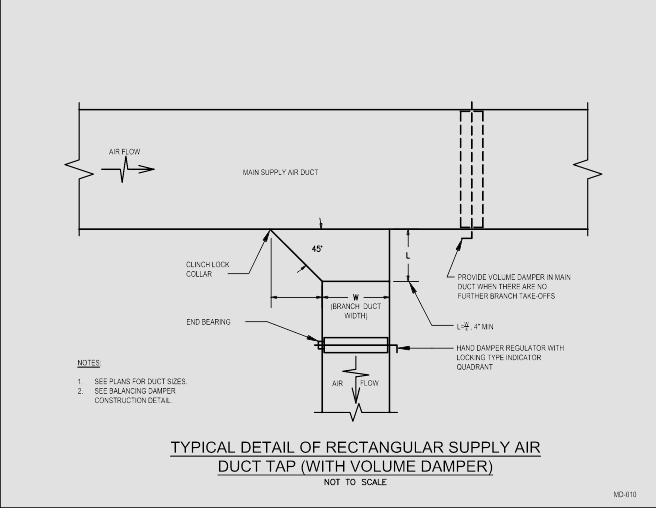 AIR FLOW
MAIN SUPPLY AIR DUCT
45°
L
CLINCH LOCK
COLLAR
W
(BRANCH DUCT
WIDTH)
PROVIDE VOLUME DAMPER IN MAIN
DUCT WHEN THERE ARE NO
FURTHER BRANCH TAKE-OFFS
END BEARING
L=W/4, 4" MIN
HAND DAMPER REGULATOR WITH
LOCKING TYPE INDICATOR
QUADRANT
NOTES:
1. SEE PLANS FOR DUCT SIZES.
2. SEE BALANCING DAMPER
CONSTRUCTION DETAIL.
AIR FLOW
TYPICAL DETAIL OF RECTANGULAR SUPPLY AIR
DUCT TAP (WITH VOLUME DAMPER)
NOT TO SCALE
MD-010